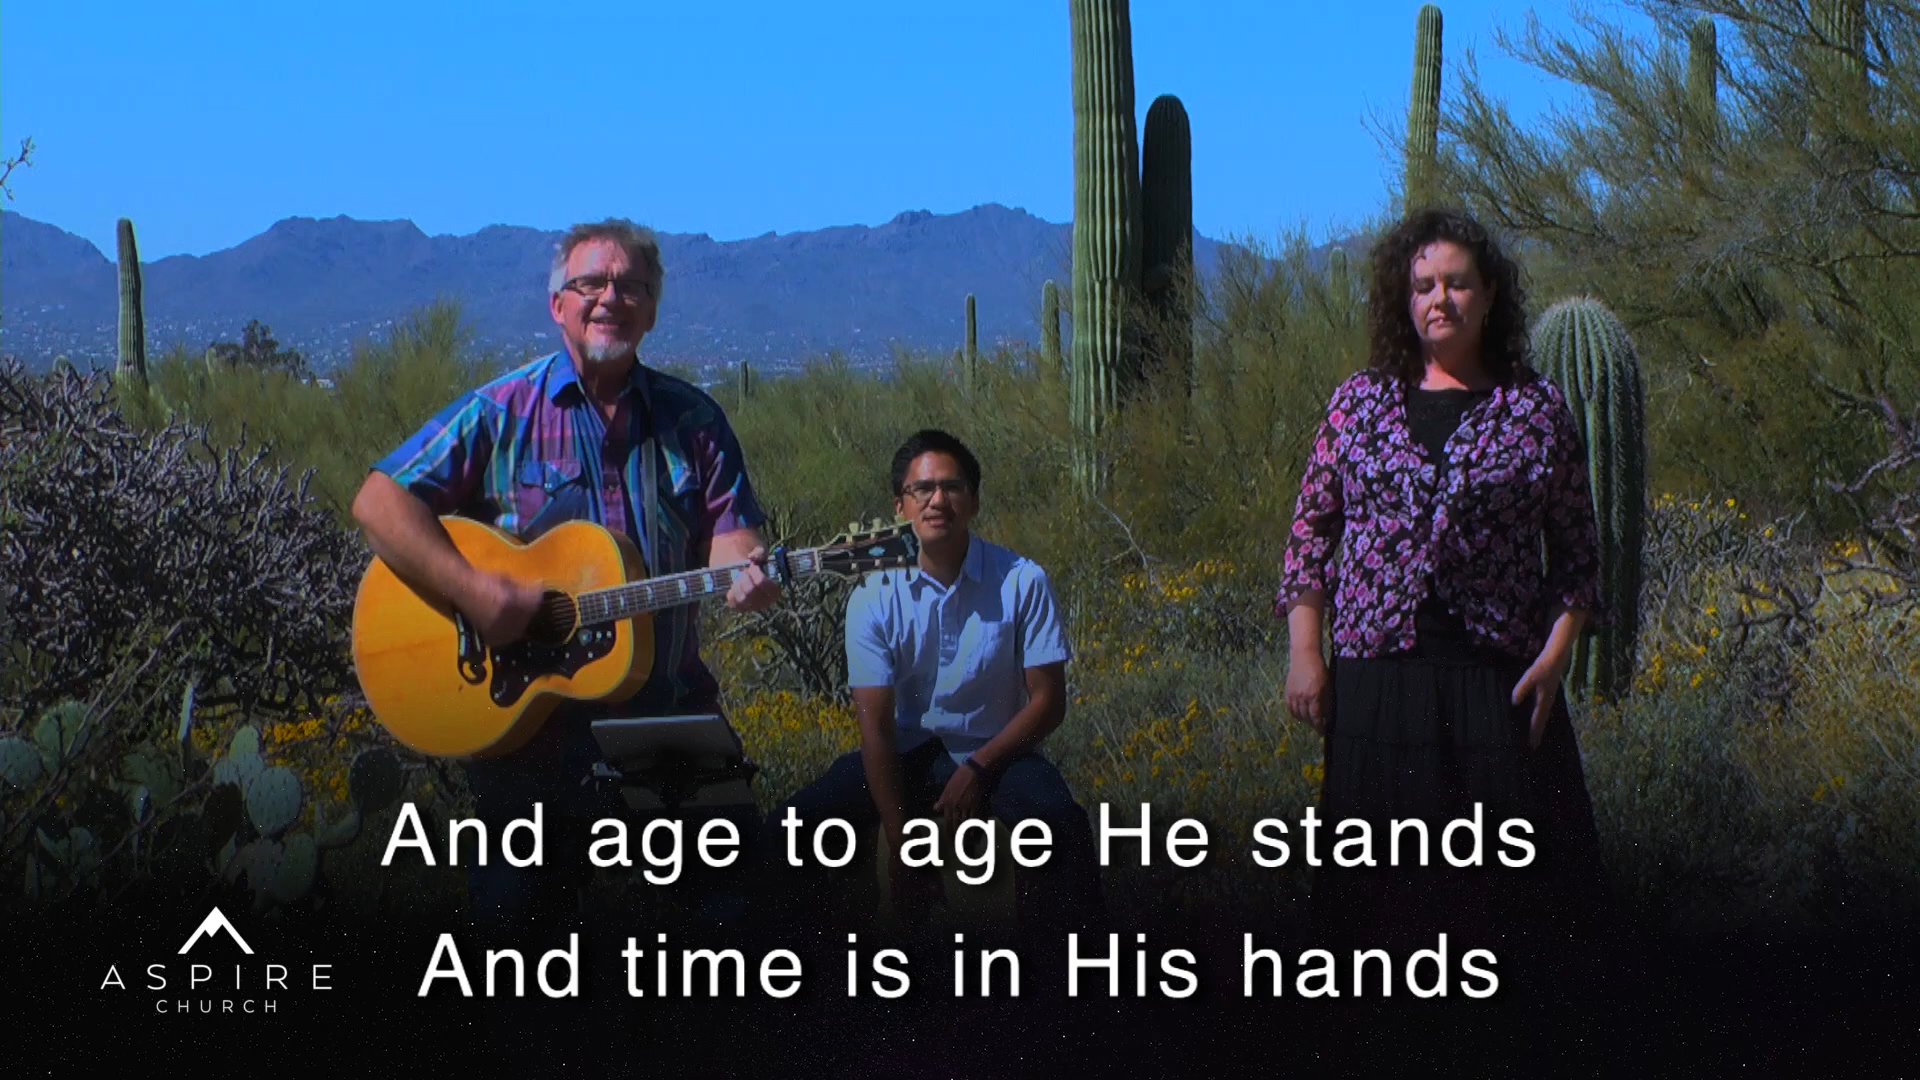 And age to age He stands
And time is in His hands
ASPIRE
CHURCH